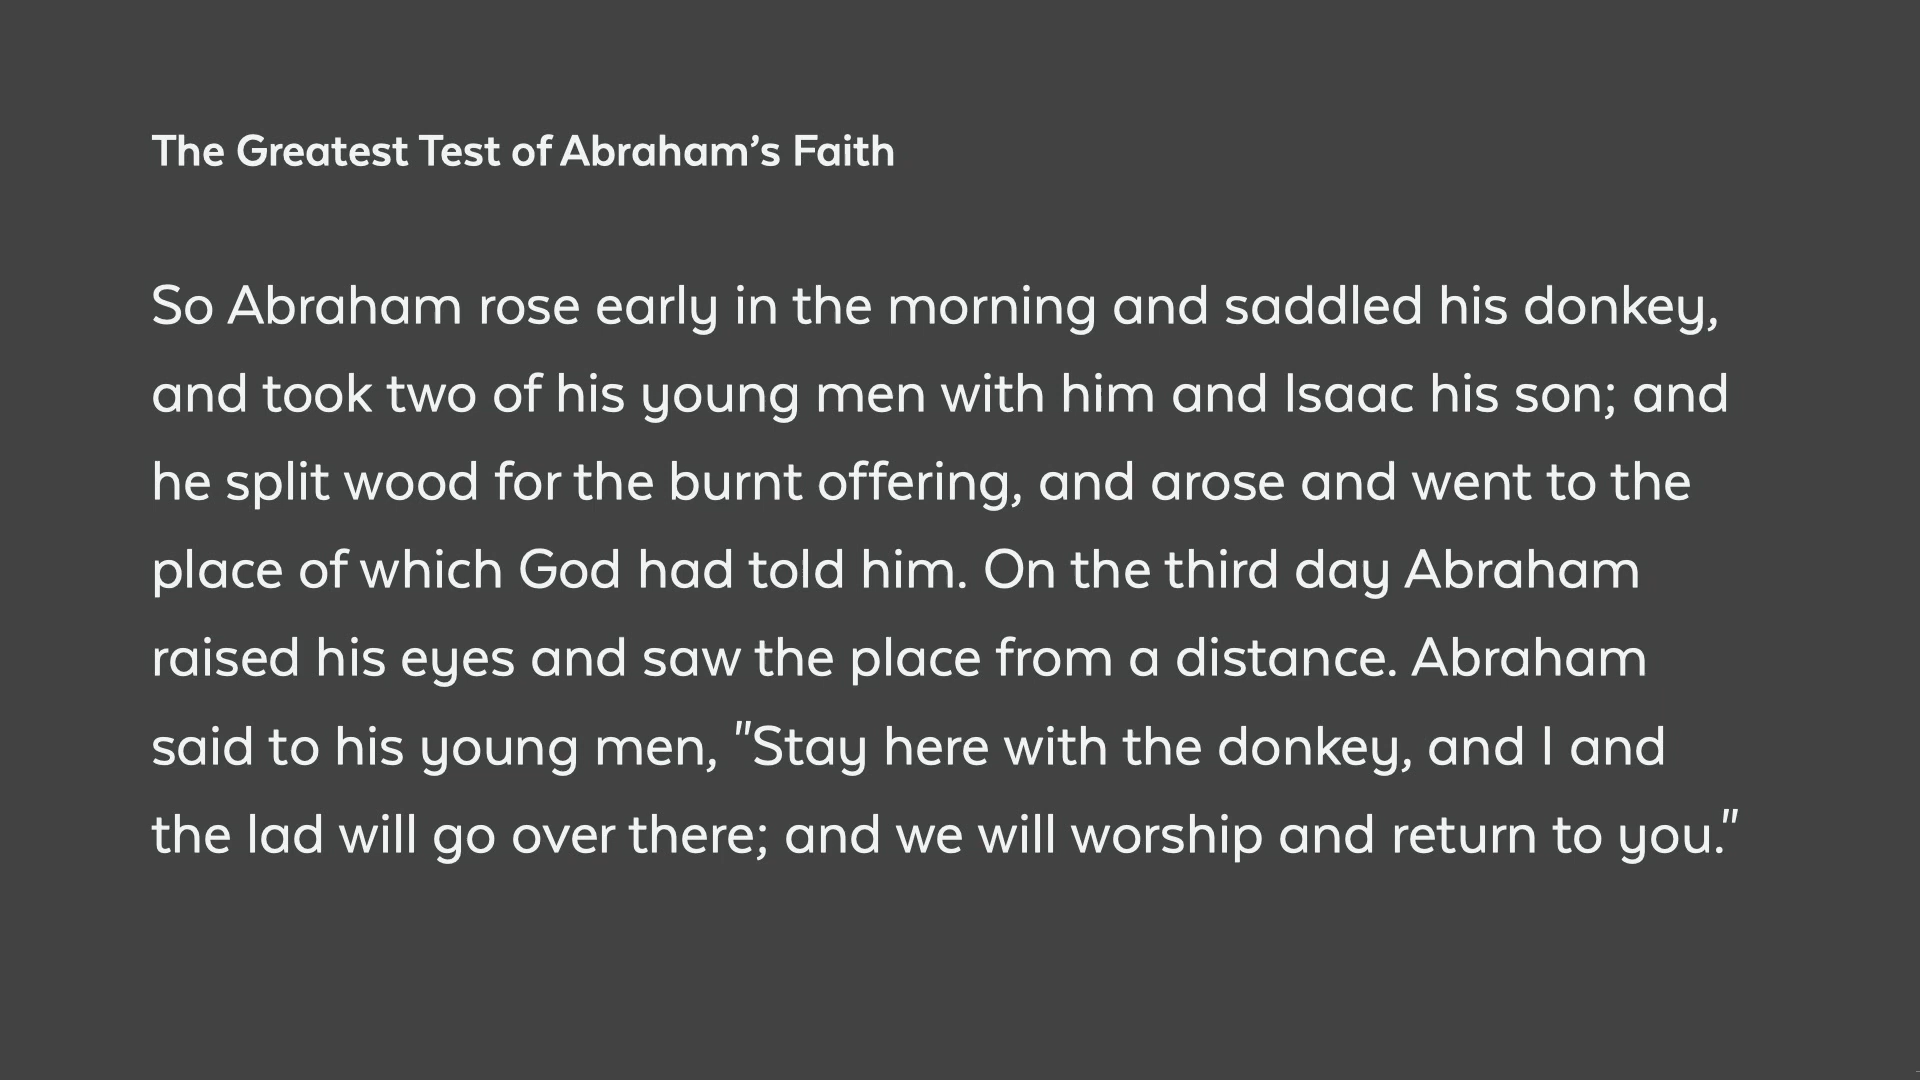 The Greatest Test of Abraham’s Faith
So Abraham rose early in the morning and saddled his donkey,
and took two of his young men with him and Isaac his son; and
he split wood for the burnt offering, and arose and went to the
place of which God had told him. On the third day Abraham
raised his eyes and saw the place from a distance. Abraham
said to his young men, "Stay here with the donkey, and I and
the lad will go over there; and we will worship and return to you."